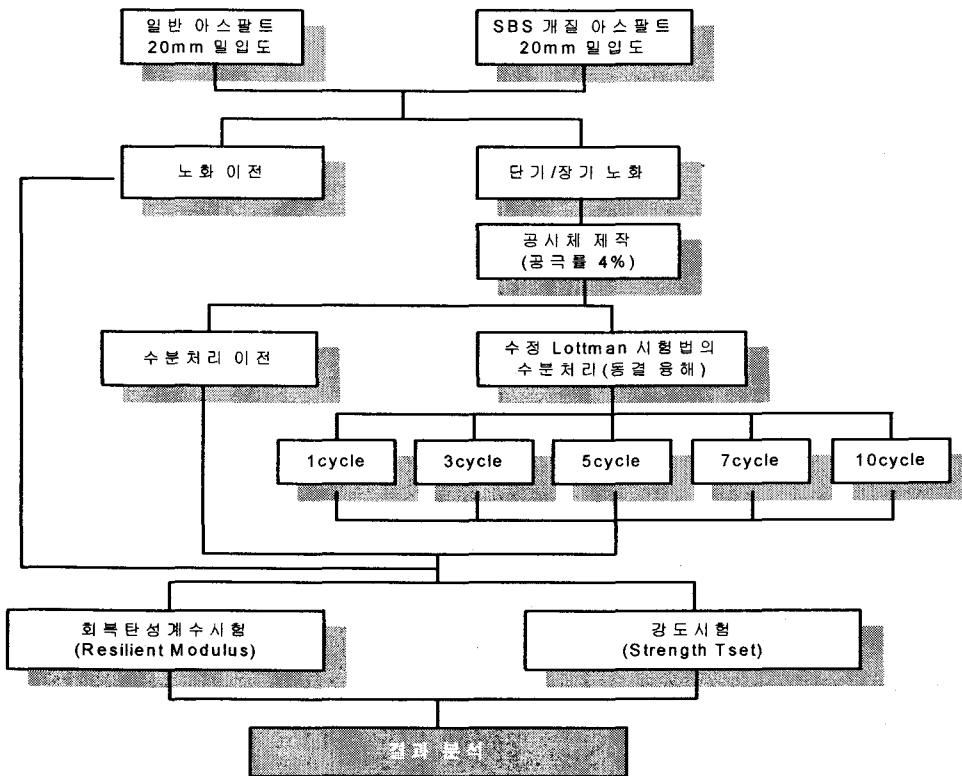 일반 아스팔트
20mm 밀입도
SBS 개질 아스팔트
20mm 밀입도
노화 이전
단기/장기 노화
공시체 제작
(공극률 4%)
수분처리 이전
수정 Lottman 시험법의
수분처리(동결 융해)
1cycle
3cycle
5cycle
7cycle
10cycle
회복탄성계수시험
(Resilient Modulus)
강도시험
(Strength Tset)
결과 분석